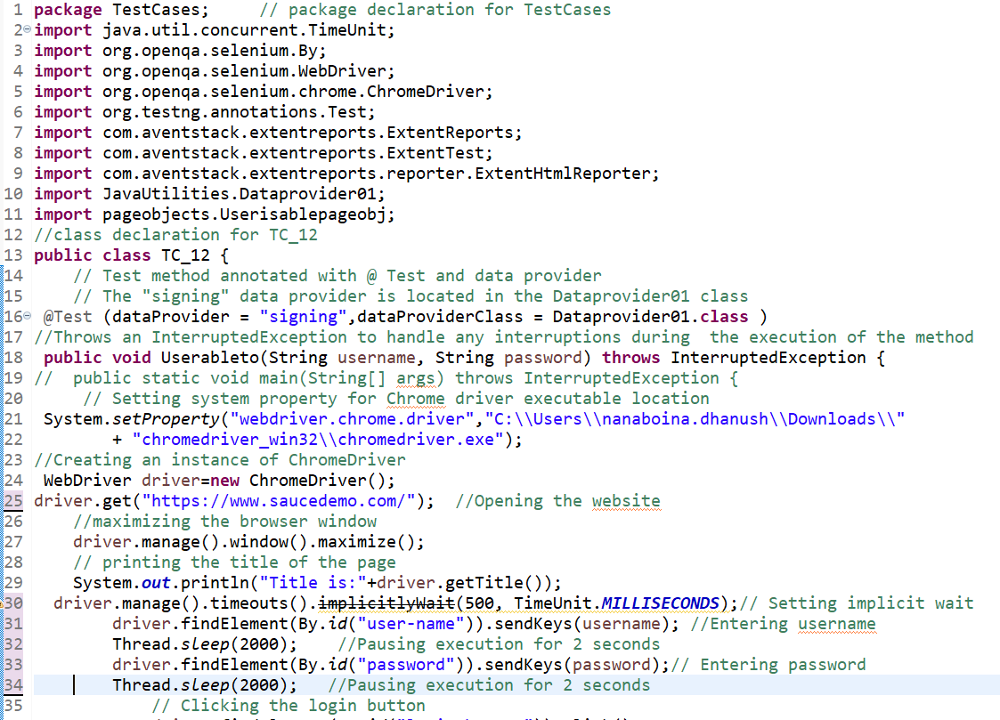 1 package TestCases;     // package declaration for TestCases
2 import java.util.concurrent.TimeUnit;
3 import org.openqa.selenium.By;
4 import org.openqa.selenium.WebDriver;
5 import org.openqa.selenium.chrome.ChromeDriver;
6 import org.testng.annotations.Test;
7 import com.aventstack.extentreports.ExtentReports;
8 import com.aventstack.extentreports.ExtentTest;
9 import com.aventstack.extentreports.reporter.ExtentHtmlReporter;
10 import JavaUtilities.Dataprovider01;
11 import pageobjects.Userisablepageobj;
12 //class declaration for TC_12
13 public class TC_12 {
14     // Test method annotated with @ Test and data provider
15     // The "signing" data provider is located in the Dataprovider01 class
16  @Test (dataProvider = "signing",dataProviderClass = Dataprovider01.class )
17 //Throws an InterruptedException to handle any interruptions during  the execution of the method
18  public void Userableto(String username, String password) throws InterruptedException {
19 //  public static void main(String[] args) throws InterruptedException {
20      // Setting system property for Chrome driver executable location
21  System.setProperty("webdriver.chrome.driver","C:\\Users\\nanaboina.dhanush\\Downloads\\"
22         + "chromedriver_win32\\chromedriver.exe");
23 //Creating an instance of ChromeDriver
24  WebDriver driver=new ChromeDriver();
25 driver.get("https://www.saucedemo.com/");  //Opening the website
26     //maximizing the browser window
27     driver.manage().window().maximize();
28     // printing the title of the page
29     System.out.println("Title is:"+driver.getTitle());
30   driver.manage().timeouts().implicitlyWait(500, TimeUnit.MILLISECONDS);// Setting implicit wait
31         driver.findElement(By.id("user-name")).sendKeys(username); //Entering username
32         Thread.sleep(2000);    //Pausing execution for 2 seconds
33         driver.findElement(By.id("password")).sendKeys(password);// Entering password
34         Thread.sleep(2000);   //Pausing execution for 2 seconds
35             // Clicking the login button